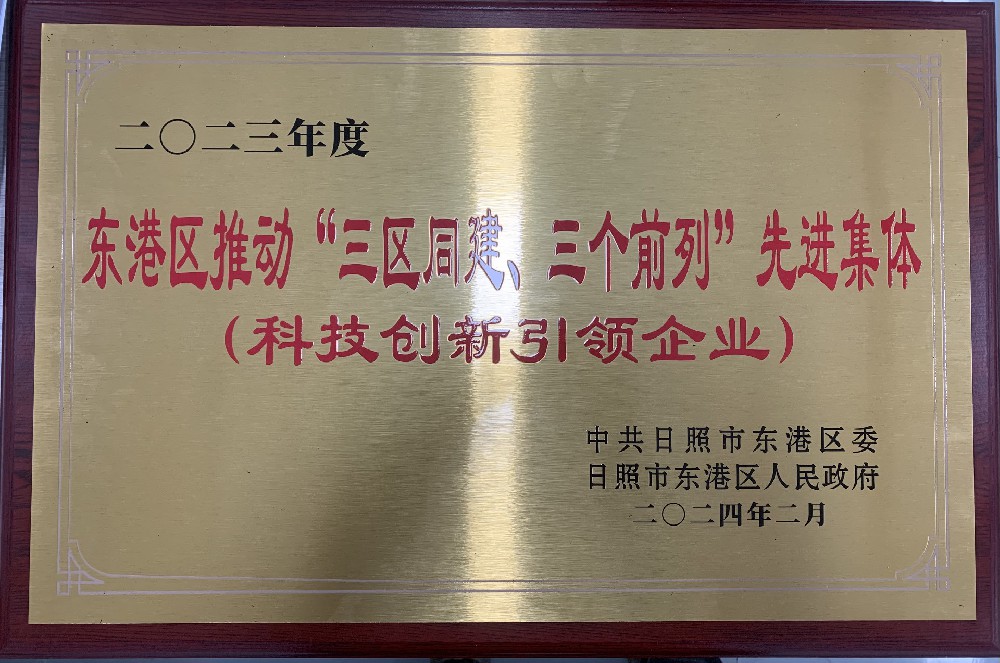 二〇二三年度
东港区推动“三区同建、三个前列”先进集体
（科技创新引领企业）
中共日照市东港区委
日照市东港区人民政府
二〇二四年二月